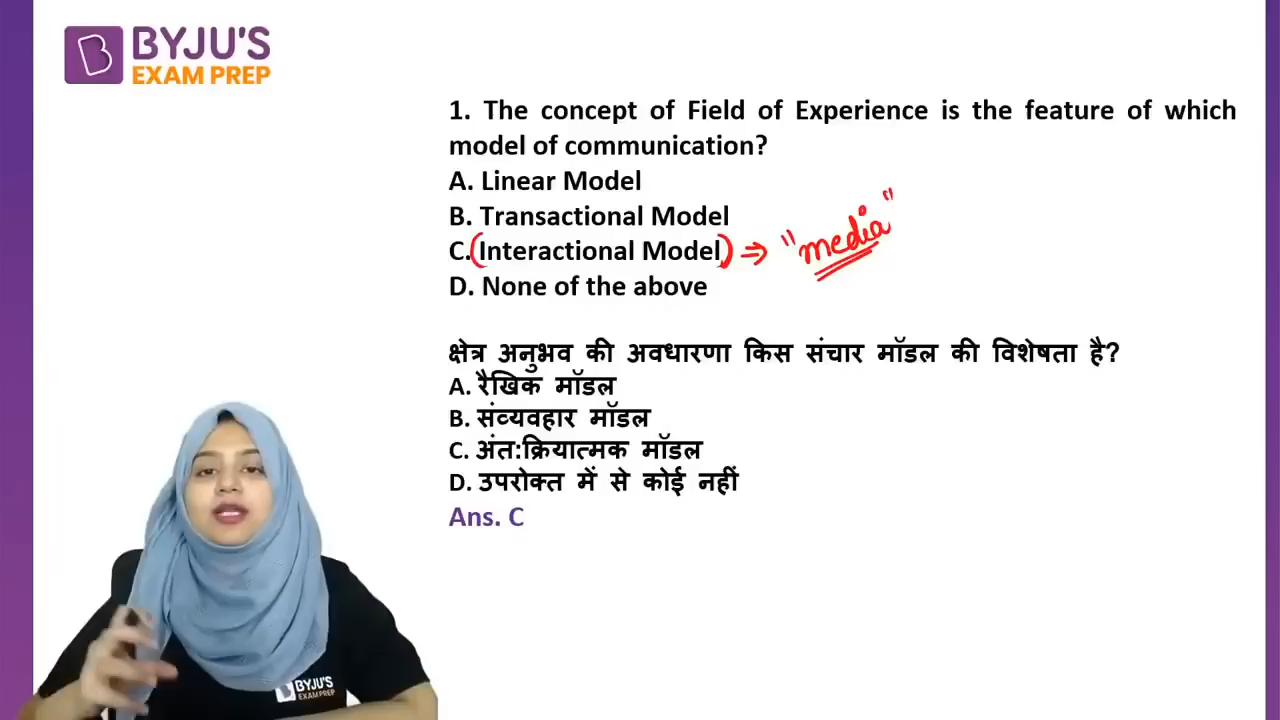 BYJU'S
EXAM PREP
1. The concept of Field of Experience is the feature of which
model of communication?
A. Linear Model
B. Transactional Model
C. (Interactional Model) ⇒ "media"
D. None of the above
क्षेत्र अनुभव की अवधारणा किस संचार मॉडल की विशेषता है?
A. रैखिक मॉडल
B. संव्यवहार मॉडल
C. अंत:क्रियात्मक मॉडल
D. उपरोक्त में से कोई नहीं
Ans. C
BYJU'S
EXAM PREP